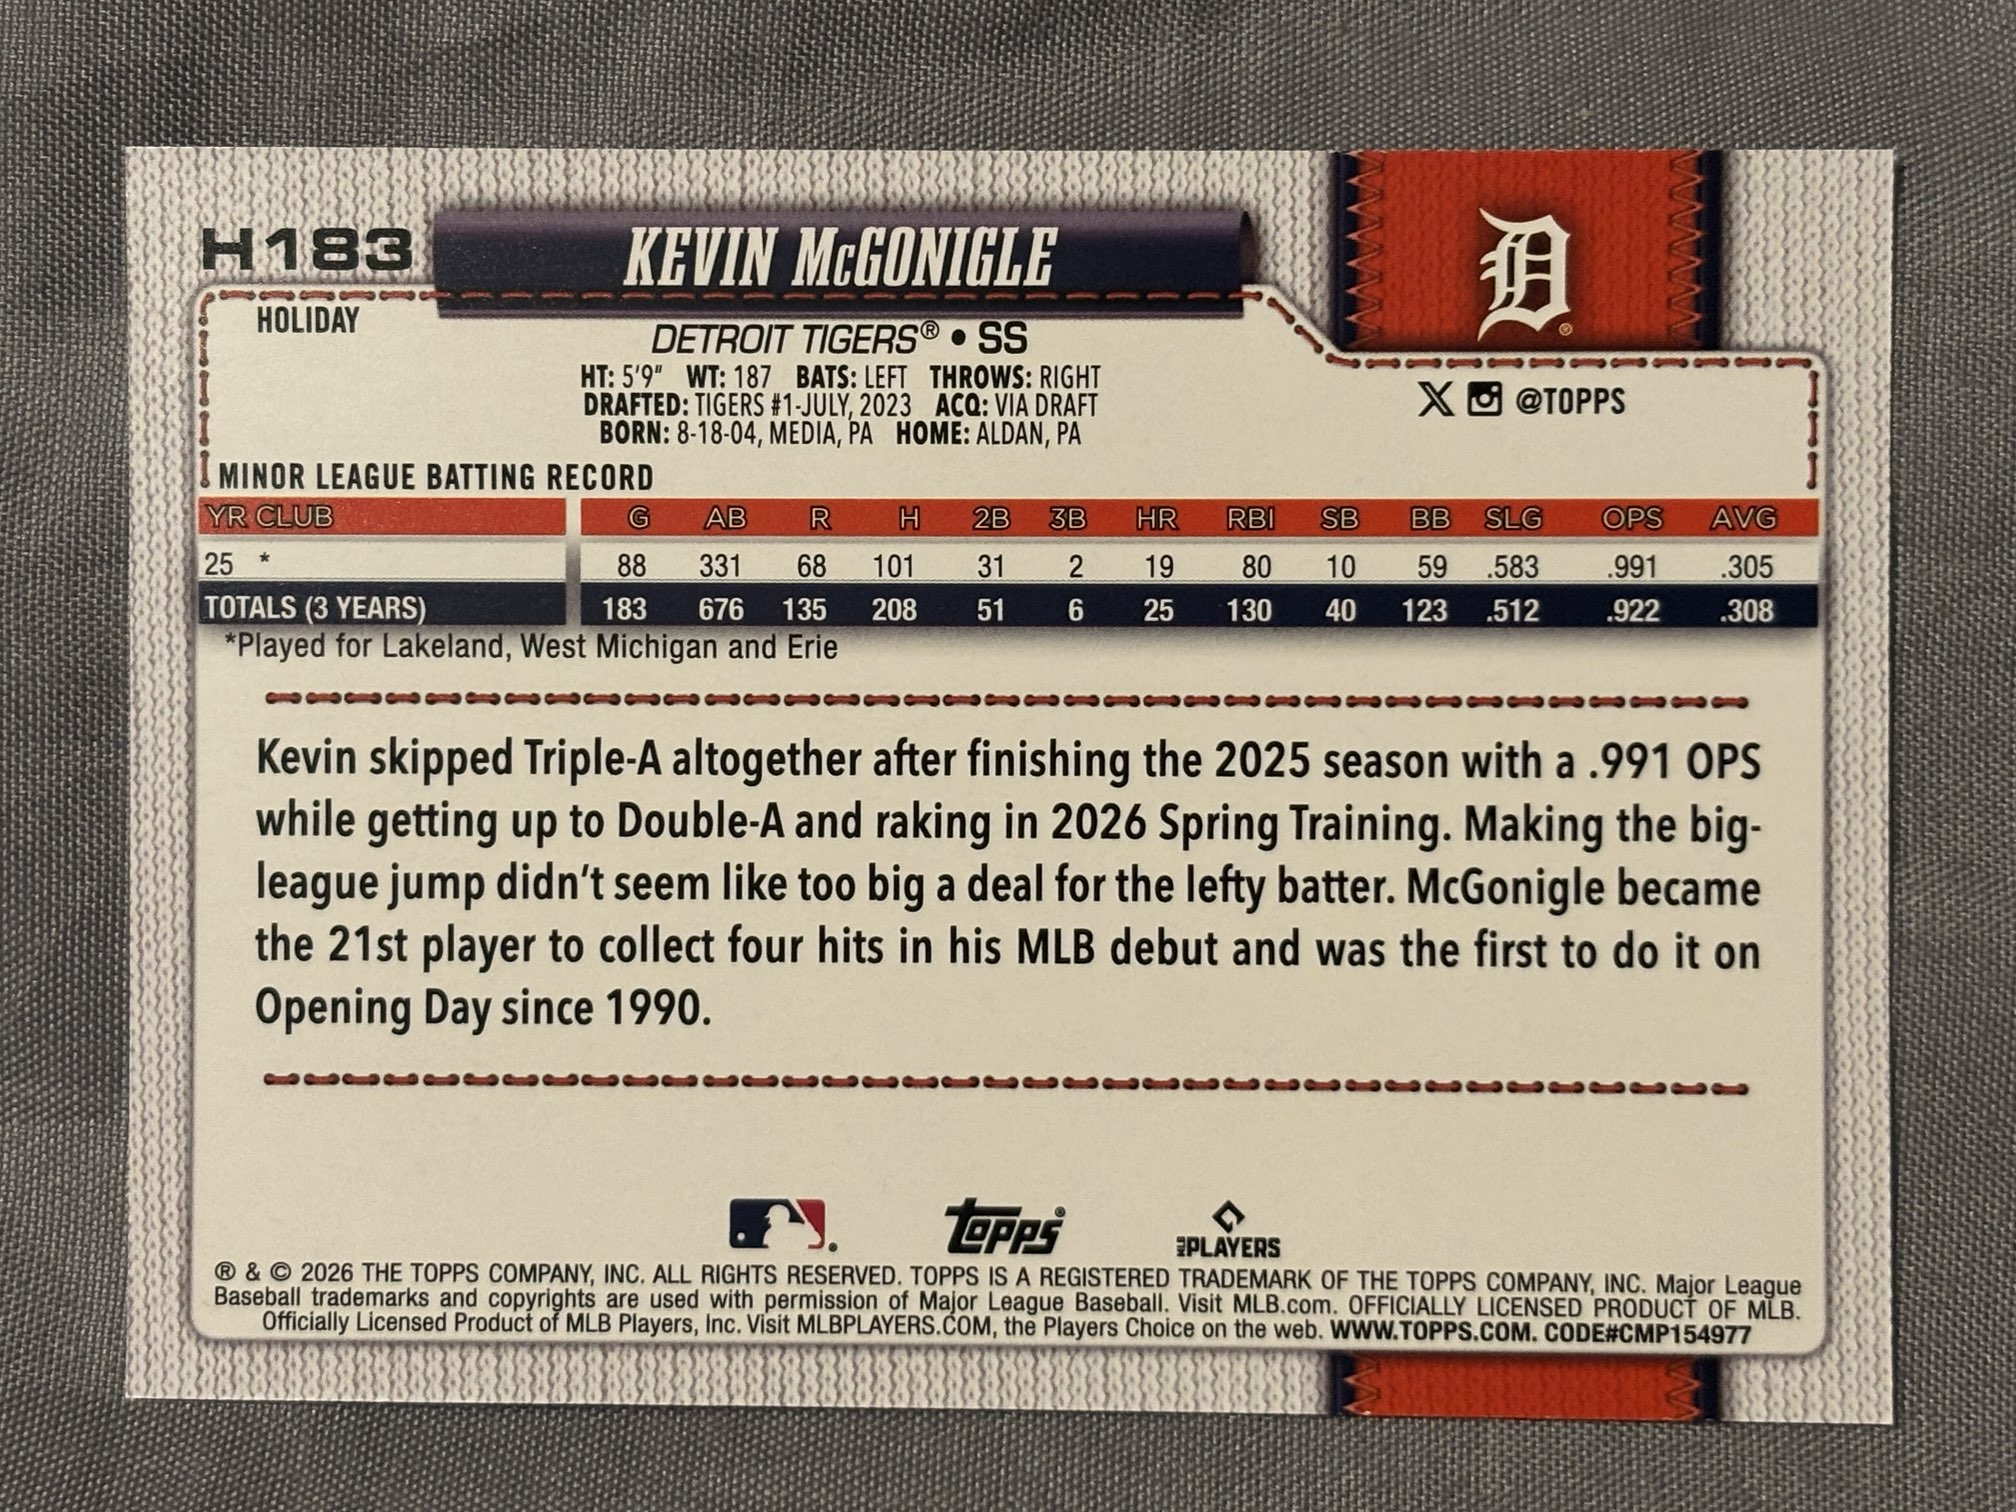 H183
KEVIN McGONIGLE
D®
HOLIDAY
DETROIT TIGERS® • SS
HT: 5'9" WT: 187 BATS: LEFT THROWS: RIGHT
DRAFTED: TIGERS #1-JULY, 2023 ACQ: VIA DRAFT
BORN: 8-18-04, MEDIA, PA HOME: ALDAN, PA
X @TOPPS
MINOR LEAGUE BATTING RECORD
YR CLUB G AB R H 2B 3B HR RBI SB BB SLG OPS AVG
25 * 88 331 68 101 31 2 19 80 10 59 .583 .991 .305
TOTALS (3 YEARS) 183 676 135 208 51 6 25 130 40 123 .512 .922 .308
*Played for Lakeland, West Michigan and Erie
Kevin skipped Triple-A altogether after finishing the 2025 season with a .991 OPS
while getting up to Double-A and raking in 2026 Spring Training. Making the big-
league jump didn't seem like too big a deal for the lefty batter. McGonigle became
the 21st player to collect four hits in his MLB debut and was the first to do it on
Opening Day since 1990.
topps®
MLB PLAYERS
® & © 2026 THE TOPPS COMPANY, INC. ALL RIGHTS RESERVED. TOPPS IS A REGISTERED TRADEMARK OF THE TOPPS COMPANY, INC. Major League
Baseball trademarks and copyrights are used with permission of Major League Baseball. Visit MLB.com. OFFICIALLY LICENSED PRODUCT OF MLB.
Officially Licensed Product of MLB Players, Inc. Visit MLBPLAYERS.COM, the Players Choice on the web. WWW.TOPPS.COM. CODE#CMP154977